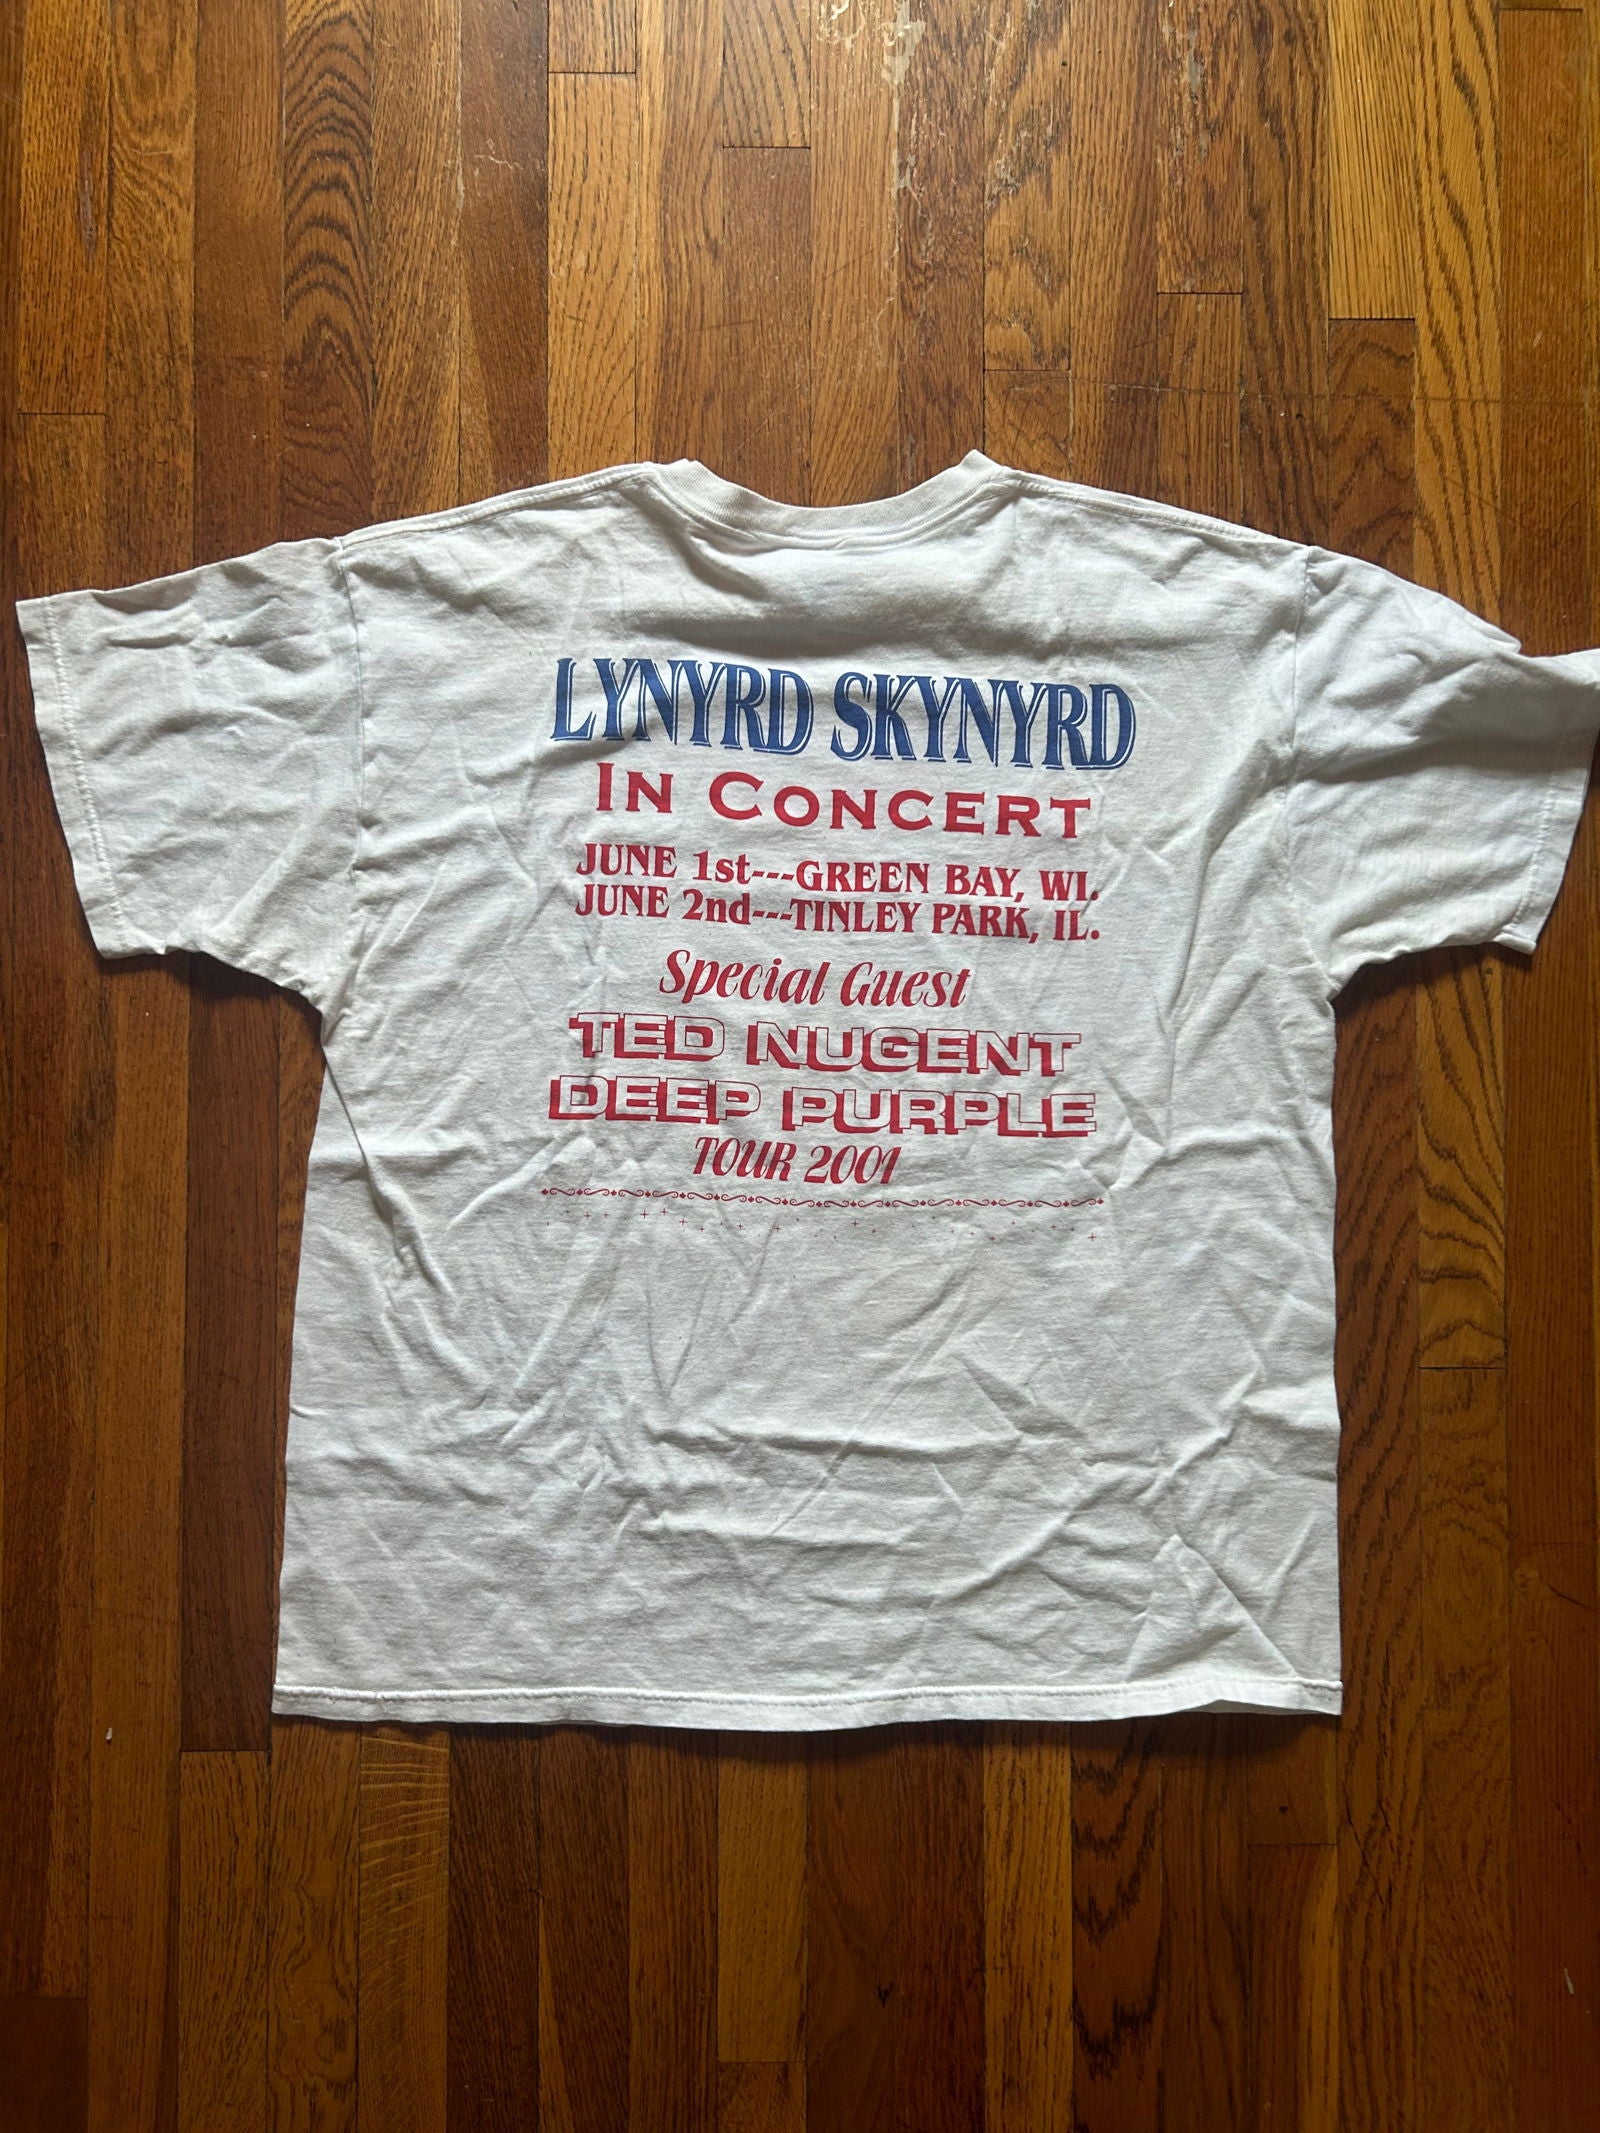 LYNYRD SKYNYRD
IN CONCERT
JUNE 1st---GREEN BAY, WI.
JUNE 2nd---TINLEY PARK, IL.
Special Guest
TED NUGENT
DEEP PURPLE
TOUR 2001